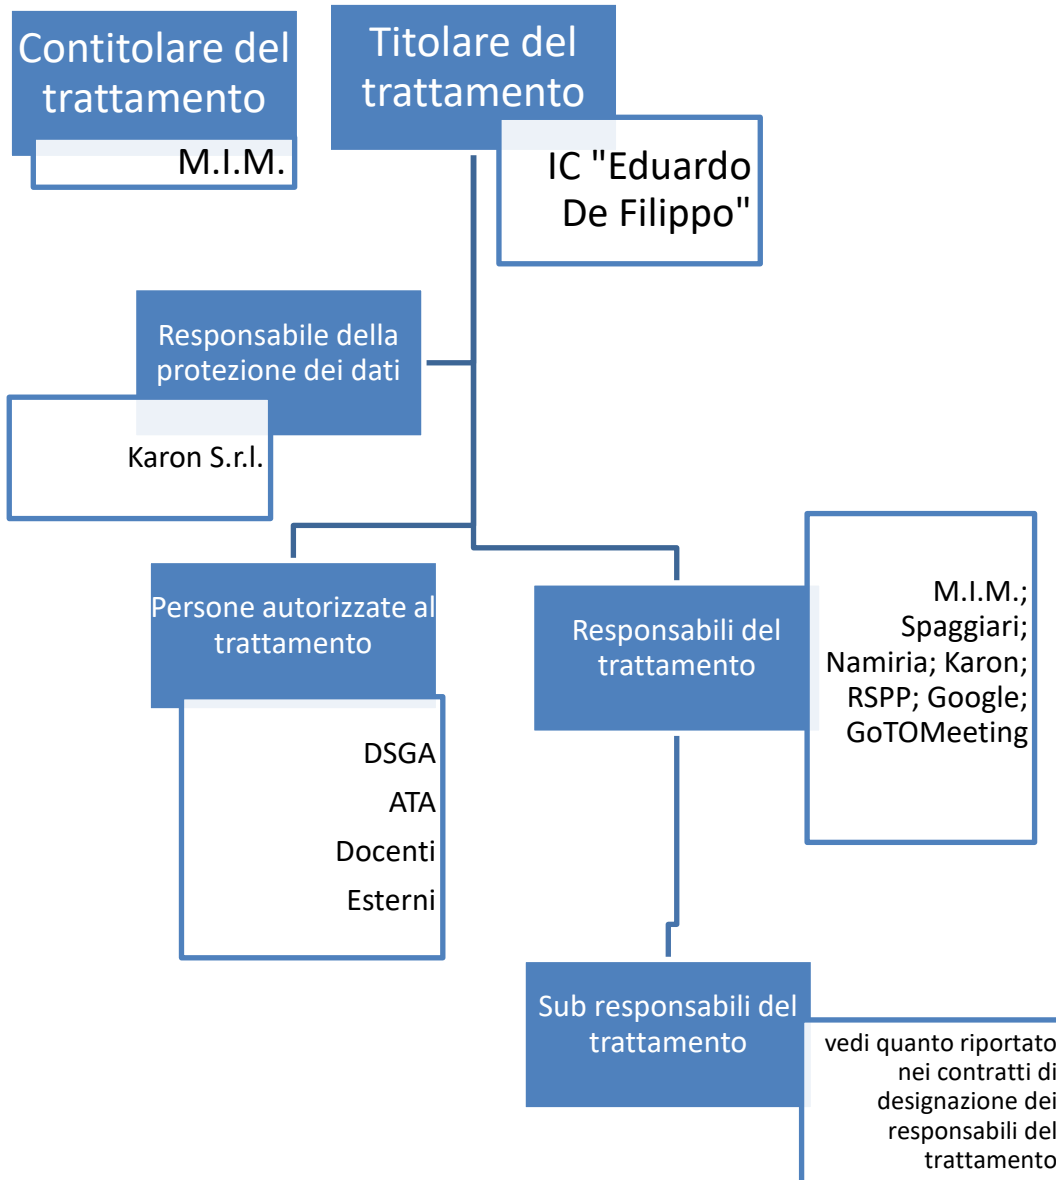 Contitolare del
trattamento
M.I.M.
Titolare del
trattamento
IC "Eduardo
De Filippo"
Responsabile della
protezione dei dati
Karon S.r.l.
Persone autorizzate al
trattamento
DSGA
ATA
Docenti
Esterni
Responsabili del
trattamento
M.I.M.;
Spaggiari;
Namiria; Karon;
RSPP; Google;
GoTOMeeting
Sub responsabili del
trattamento
vedi quanto riportato
nei contratti di
designazione dei
responsabili del
trattamento